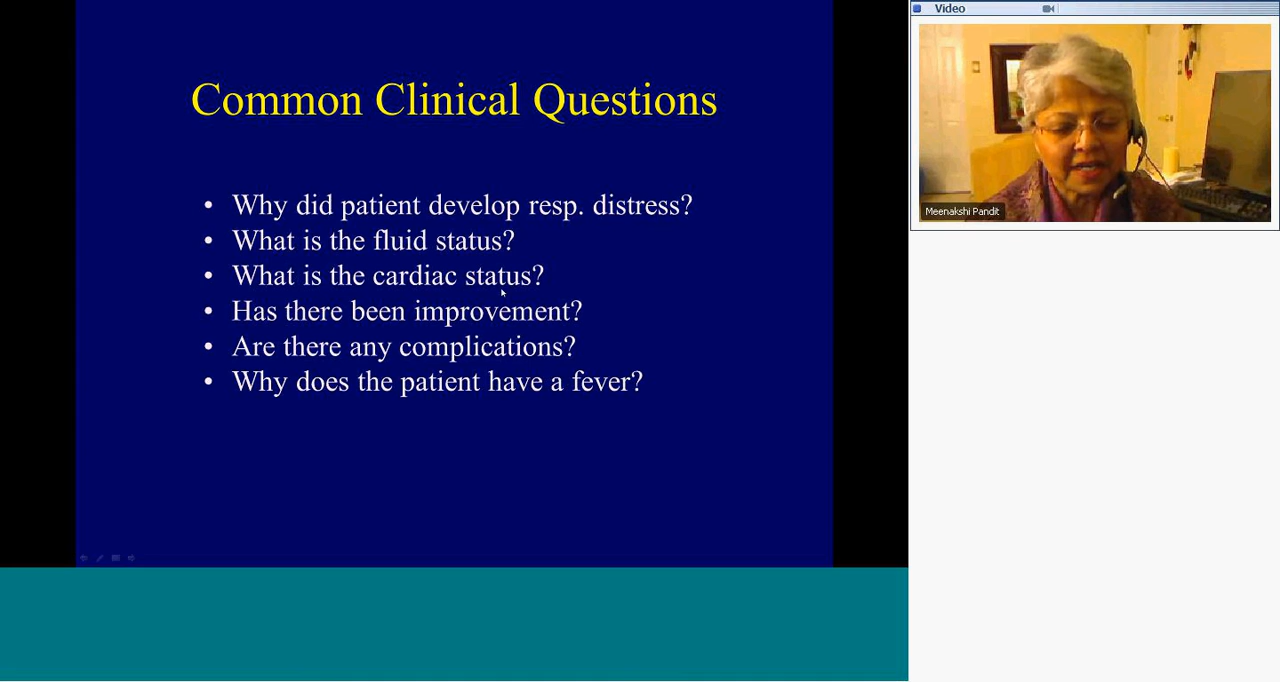 Common Clinical Questions
• Why did patient develop resp. distress?
• What is the fluid status?
• What is the cardiac status?
• Has there been improvement?
• Are there any complications?
• Why does the patient have a fever?
Video
Meenakshi Pandit